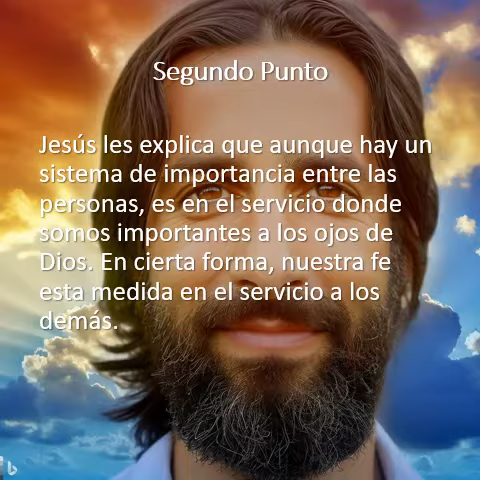 Segundo Punto
Jesús les explica que aunque hay un
sistema de importancia entre las
personas, es en el servicio donde
somos importantes a los ojos de
Dios. En cierta forma, nuestra fe
esta medida en el servicio a los
demás.